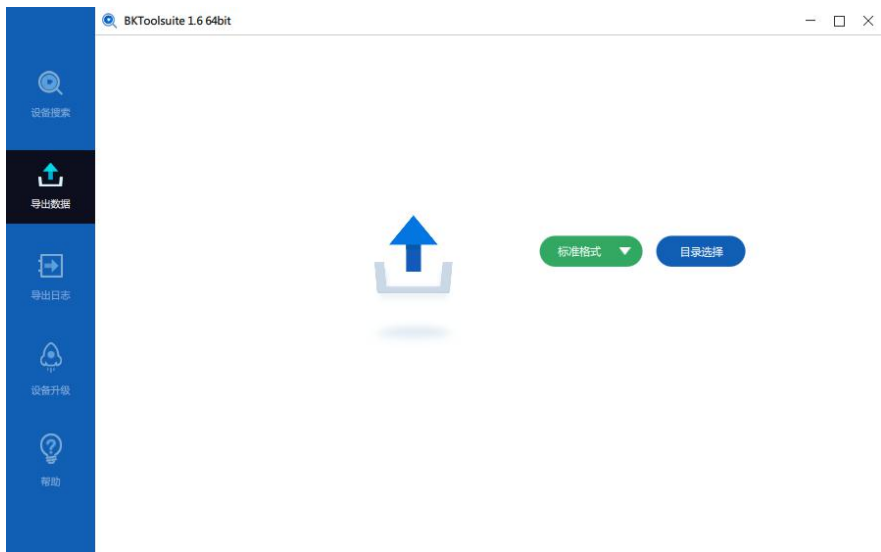 BKToolsuite 1.6 64bit
设备搜索
导出数据
标准格式
目录选择
导出日志
设备升级
帮助